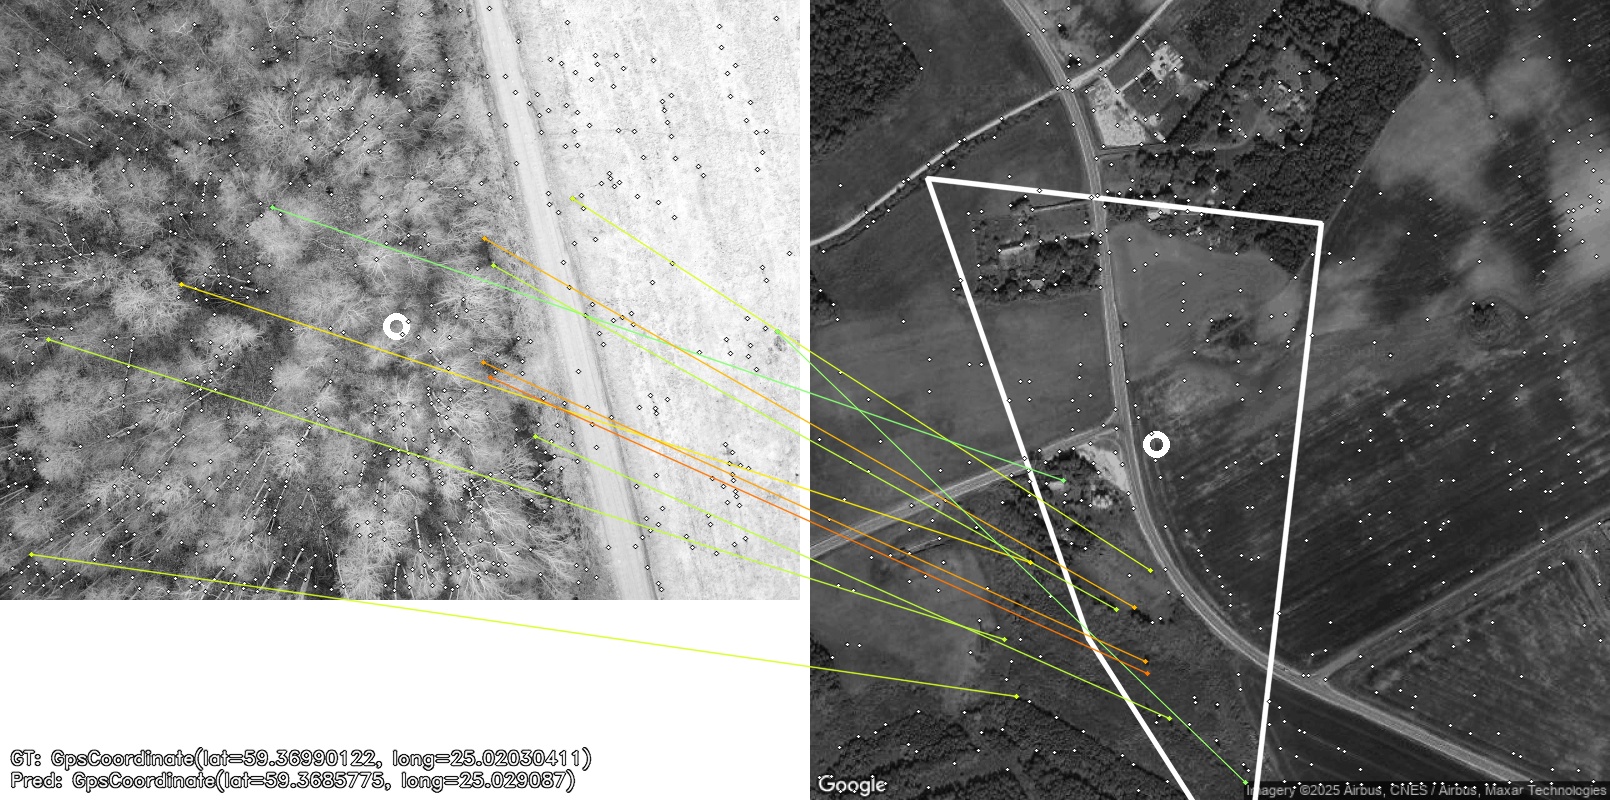 GT: GpsCoordinate(lat=59.36990122, long=25.02030411)
Pred: GpsCoordinate(lat=59.3685775, long=25.029087)
Google
Imagery ©2025 Airbus, CNES / Airbus, Maxar Technologies